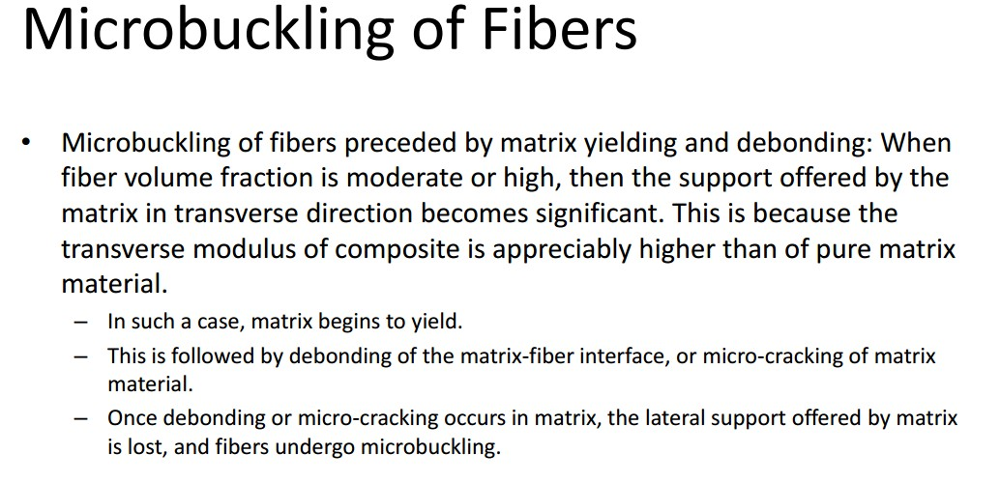 Microbuckling of Fibers
• Microbuckling of fibers preceded by matrix yielding and debonding: When
fiber volume fraction is moderate or high, then the support offered by the
matrix in transverse direction becomes significant. This is because the
transverse modulus of composite is appreciably higher than of pure matrix
material.
– In such a case, matrix begins to yield.
– This is followed by debonding of the matrix-fiber interface, or micro-cracking of matrix
material.
– Once debonding or micro-cracking occurs in matrix, the lateral support offered by matrix
is lost, and fibers undergo microbuckling.